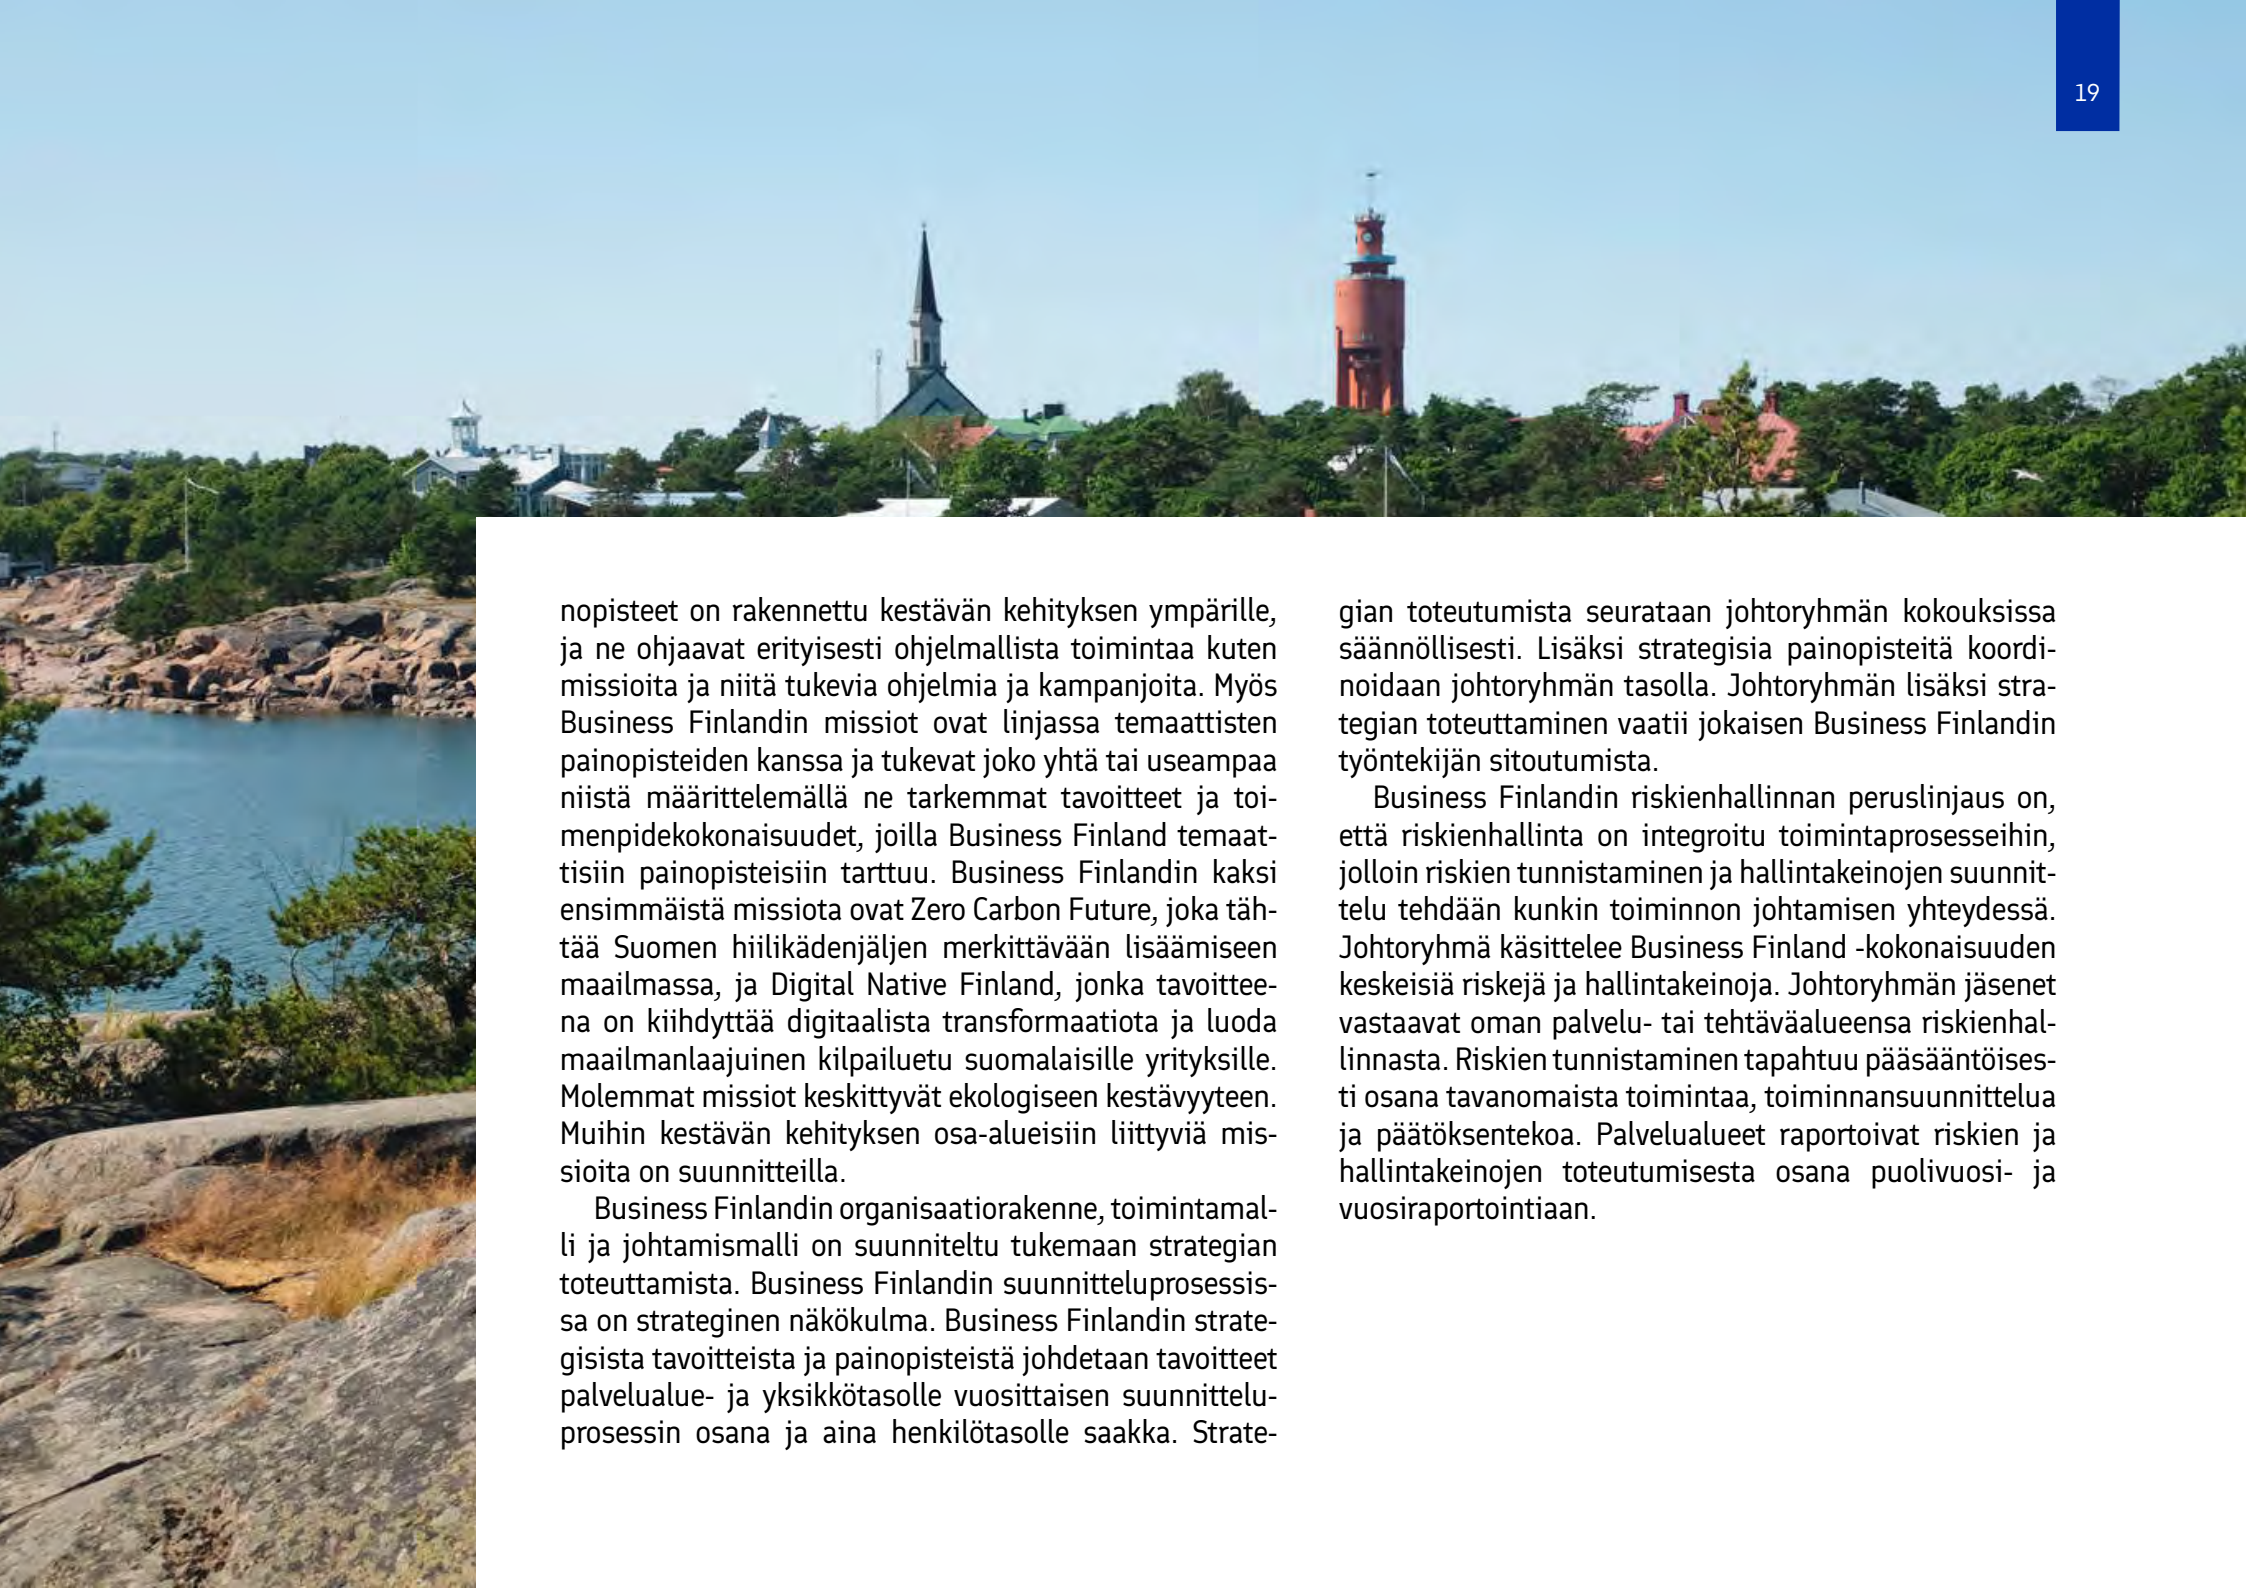 19
nopisteet on rakennettu kestävän kehityksen ympärille,
ja ne ohjaavat erityisesti ohjelmallista toimintaa kuten
missioita ja niitä tukevia ohjelmia ja kampanjoita. Myös
Business Finlandin missiot ovat linjassa temaattisten
painopisteiden kanssa ja tukevat joko yhtä tai useampaa
niistä määrittelemällä ne tarkemmat tavoitteet ja toi-
menpidekokonaisuudet, joilla Business Finland temaat-
tisiin painopisteisiin tarttuu. Business Finlandin kaksi
ensimmäistä missiota ovat Zero Carbon Future, joka täh-
tää Suomen hiilikädenjäljen merkittävään lisäämiseen
maailmassa, ja Digital Native Finland, jonka tavoittee-
na on kiihdyttää digitaalista transformaatiota ja luoda
maailmanlaajuinen kilpailuetu suomalaisille yrityksille.
Molemmat missiot keskittyvät ekologiseen kestävyyteen.
Muihin kestävän kehityksen osa-alueisiin liittyviä mis-
sioita on suunnitteilla.
Business Finlandin organisaatiorakenne, toimintamal-
li ja johtamismalli on suunniteltu tukemaan strategian
toteuttamista. Business Finlandin suunnitteluprosessis-
sa on strateginen näkökulma. Business Finlandin strate-
gisista tavoitteista ja painopisteistä johdetaan tavoitteet
palvelualue- ja yksikkötasolle vuosittaisen suunnittelu-
prosessin osana ja aina henkilötasolle saakka. Strate-
gian toteutumista seurataan johtoryhmän kokouksissa
säännöllisesti. Lisäksi strategisia painopisteitä koordi-
noidaan johtoryhmän tasolla. Johtoryhmän lisäksi stra-
tegian toteuttaminen vaatii jokaisen Business Finlandin
työntekijän sitoutumista.
Business Finlandin riskienhallinnan peruslinjaus on,
että riskienhallinta on integroitu toimintaprosesseihin,
jolloin riskien tunnistaminen ja hallintakeinojen suunnit-
telu tehdään kunkin toiminnon johtamisen yhteydessä.
Johtoryhmä käsittelee Business Finland -kokonaisuuden
keskeisiä riskejä ja hallintakeinoja. Johtoryhmän jäsenet
vastaavat oman palvelu- tai tehtäväalueensa riskienhal-
linnasta. Riskien tunnistaminen tapahtuu pääsääntöises-
ti osana tavanomaista toimintaa, toiminnansuunnittelua
ja päätöksentekoa. Palvelualueet raportoivat riskien ja
hallintakeinojen toteutumisesta osana puolivuosi- ja
vuosiraportointiaan.